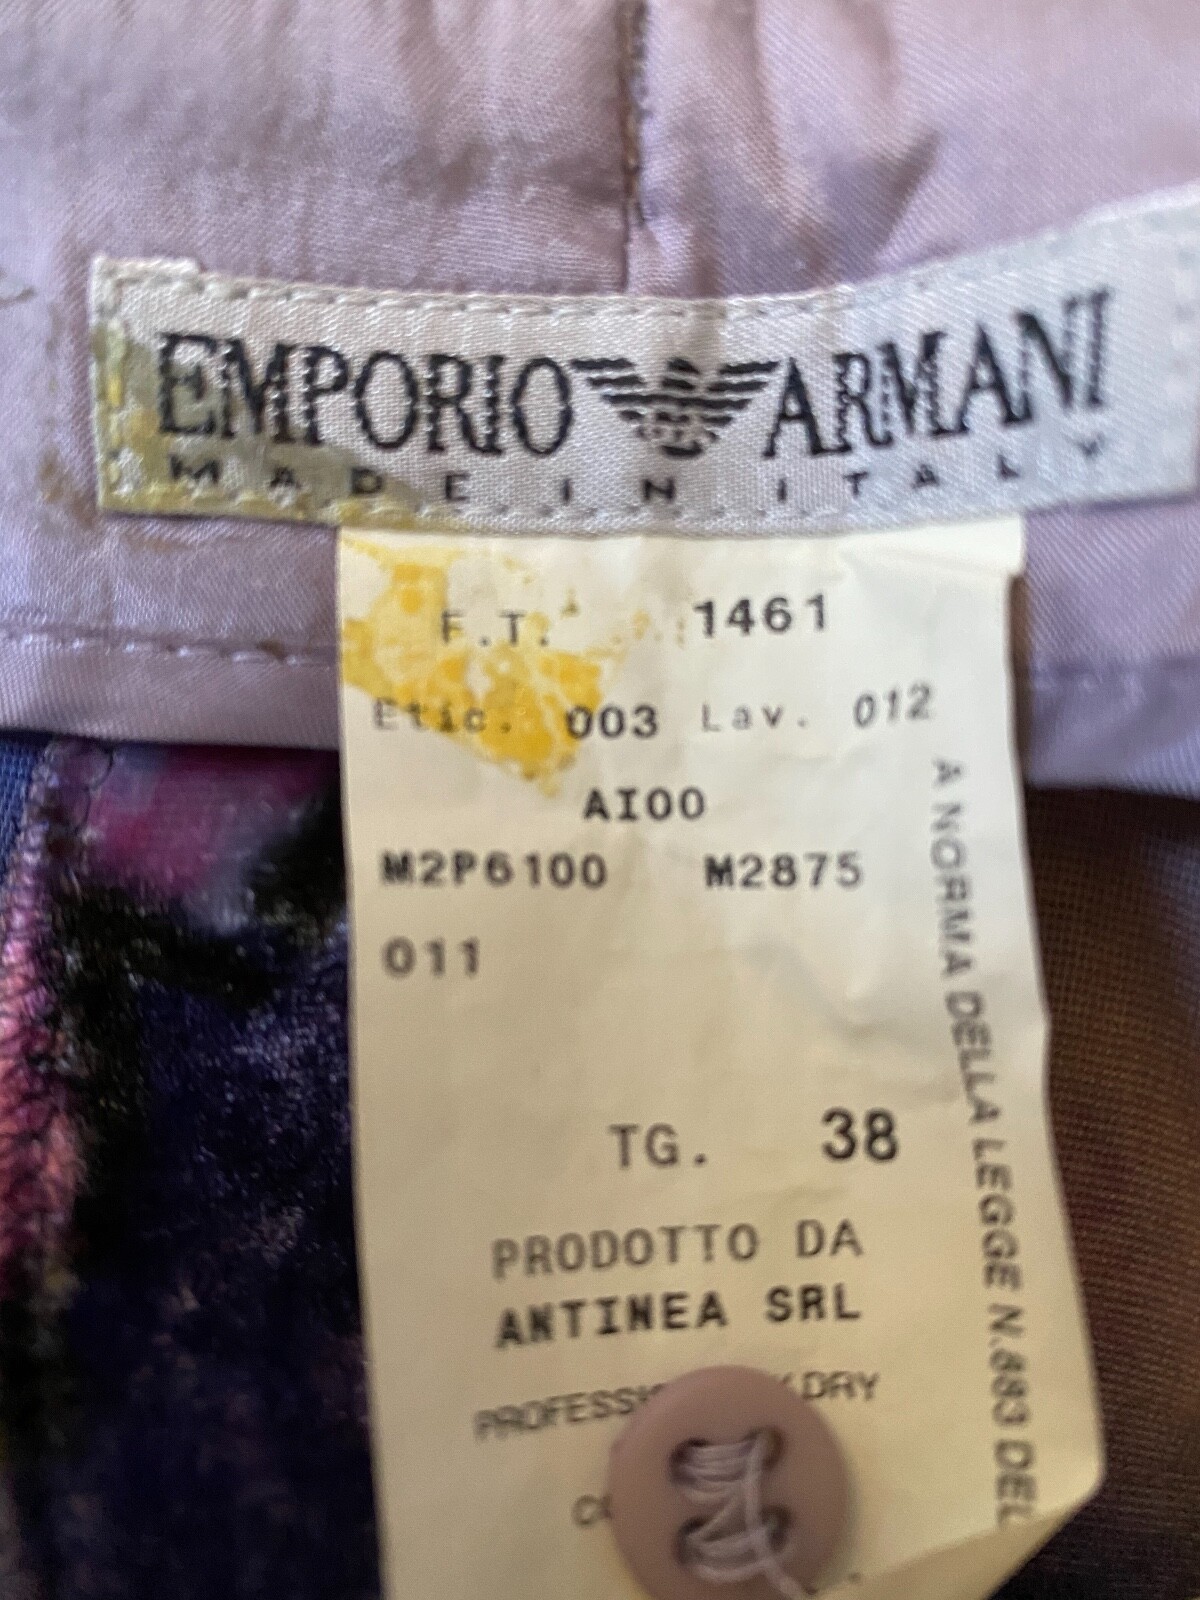 EMPORIO ARMANI
MADE IN ITALY
F.T. 1461
Etic. 003 Lav. 012
AI00
M2P6100 M2875
011
TG. 38
PRODOTTO DA
ANTINEA SRL
DRY
A NORMA DELLA LEGGE N.883 DEL